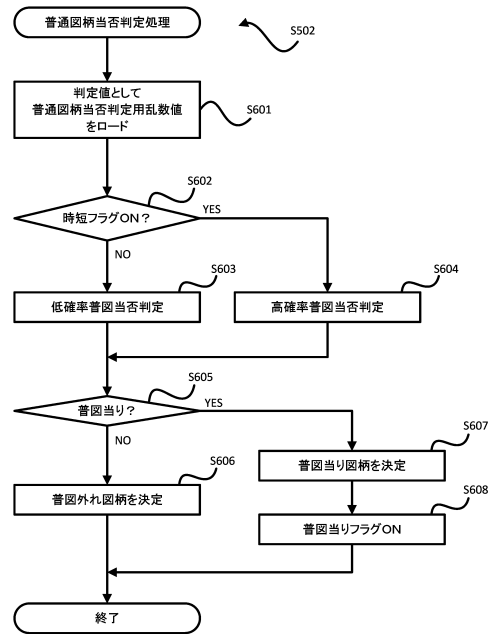 普通図柄当否判定処理
S502
判定値として
普通図柄当否判定用乱数値
をロード
S601
S602
時短フラグON？
YES
NO
S603
S604
低確率普図当否判定
高確率普図当否判定
S605
普図当り？
YES
NO
S607
S606
普図当り図柄を決定
普図外れ図柄を決定
S608
普図当りフラグON
終了